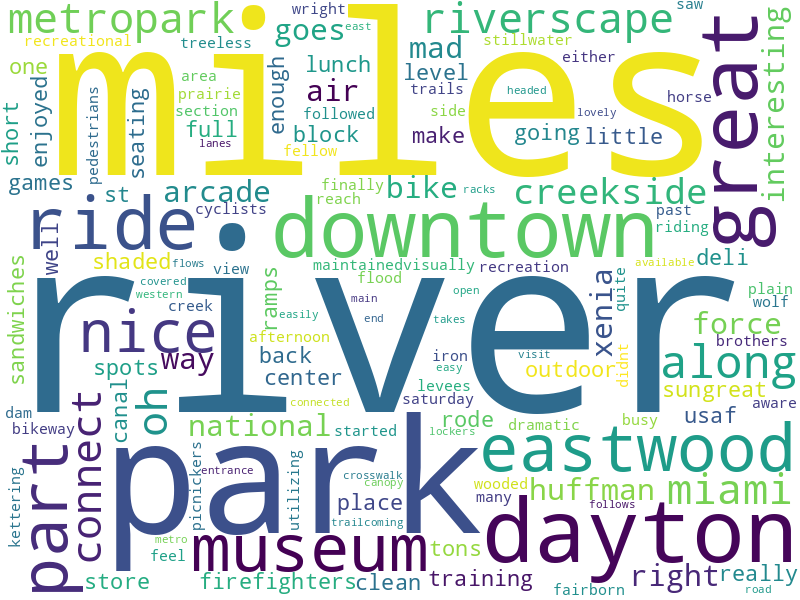 metropark
miles
riverscape
saw
wright
goes
east
recreational
treeless
mad
stillwater
either
great
interesting
one
area
lunch
level
prairie
air
trails
horse
enough
followed
headed
lovely
short
enjoyed
pedestrians
seating
section
full
lanes
block
fellow
side
make
going
little
games
st
arcade
finally
reach
bike
racks
creekside
ride
cyclists
downtown
past
riding
well
shaded
flows
view
maintainedvisually
recreation
available
deli
sandwiches
covered
western
creek
ramps
flood
open
xenia
quite
plain
wolf
river
easily
main
takes
nice
way
afternoon
end
iron
easy
visit
force
brothers
spots
back
center
outdoor
didnt
along
levees
saturday
sungreat
aware
connected
dam
bikeway
canal
oh
national
started
rode
dramatic
busy
usaf
part
connect
park
lockers
eastwood
kettering
picnickers
entrance
utilizing
crosswalk
canopy
wooded
huffman
miami
place
many
follows
trailcoming
metro
feel
museum
tons
dayton
store
firefighters
clean
training
fairborn
right
really
road